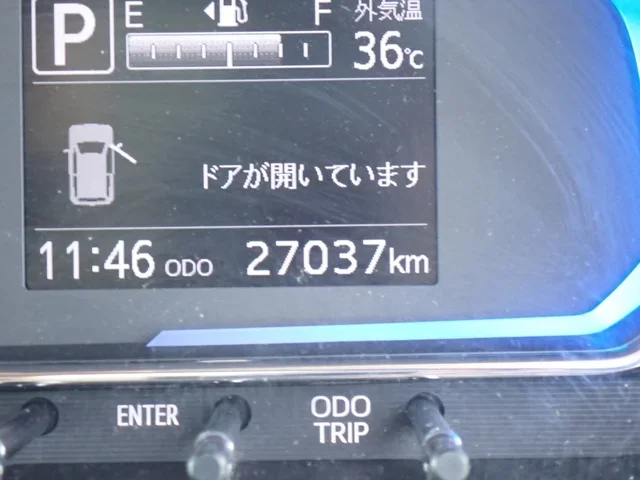 P E F 外気温
36℃
ドアが開いています
11:46 ODO 27037km
ENTER ODO
TRIP